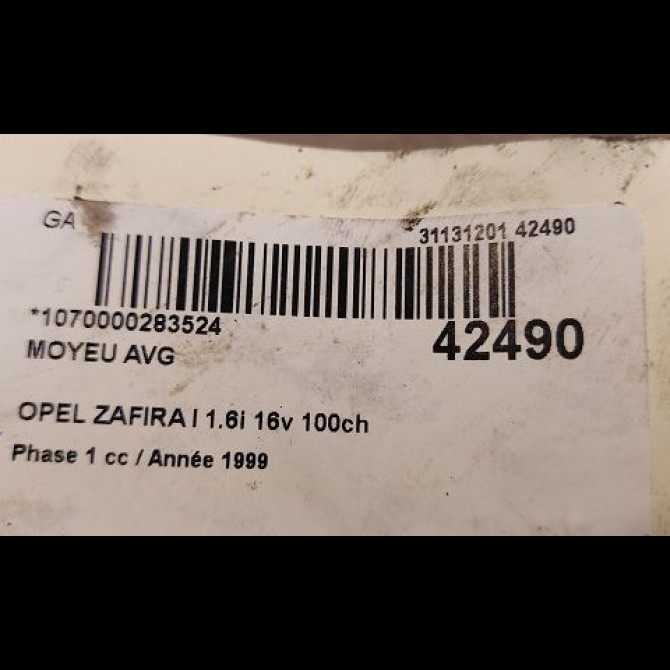 GA
31131201 42490
*1070000283524
42490
MOYEU AVG
OPEL ZAFIRA I 1.6i 16v 100ch
Phase 1 cc / Année 1999